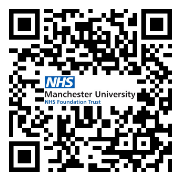 NHS
Manchester University
NHS Foundation Trust